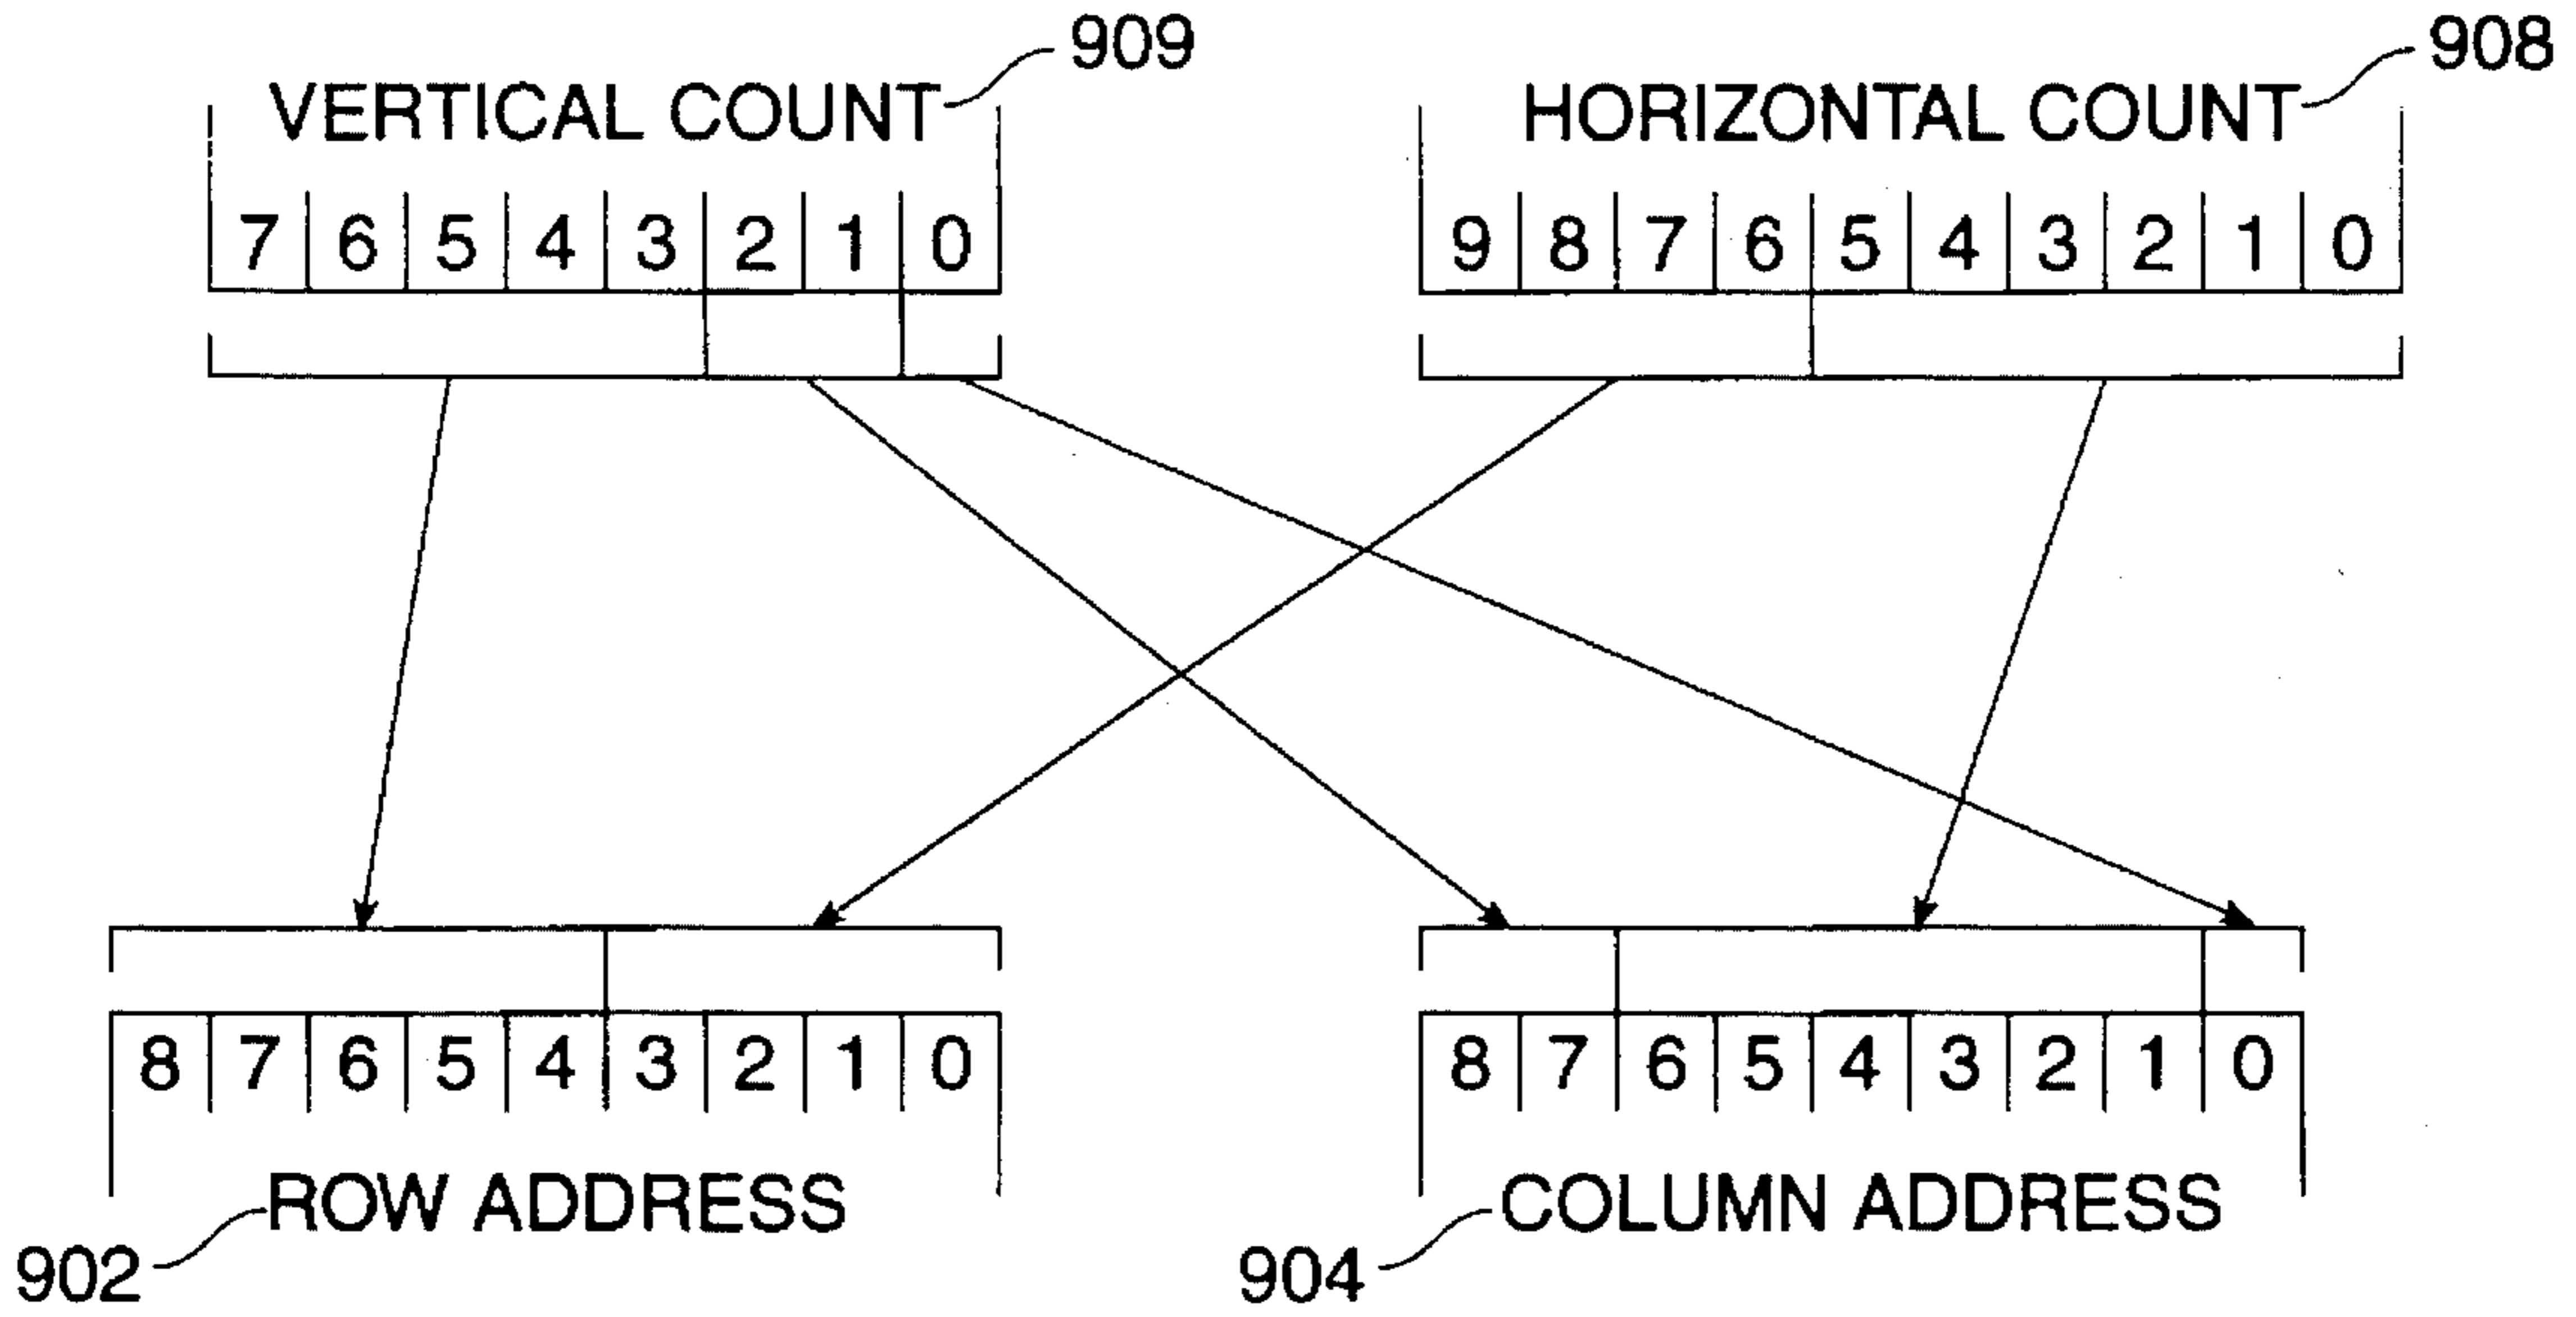 909
908
VERTICAL COUNT
HORIZONTAL COUNT
7 6 5 4 3 2 1 0
9 8 7 6 5 4 3 2 1 0
8 7 6 5 4 3 2 1 0
8 7 6 5 4 3 2 1 0
ROW ADDRESS
COLUMN ADDRESS
902
904